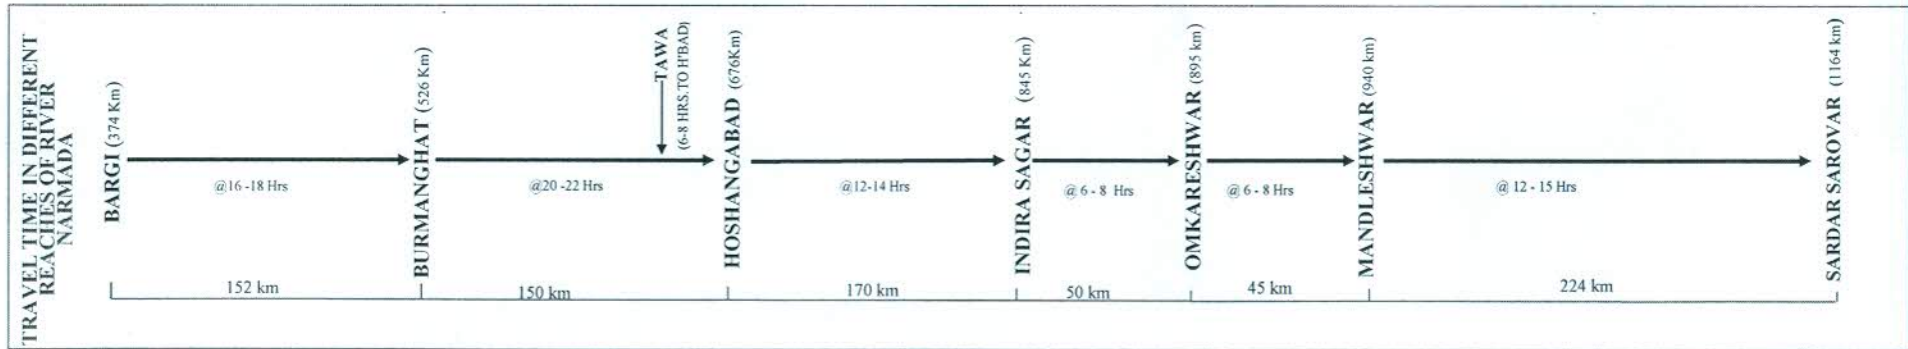 TRAVEL TIME IN DIFFERENT
REACHES OF RIVER
NARMADA
BARGI (374 Km)
@16 -18 Hrs
BURMANGHAT (526 Km)
@20 -22 Hrs
TAWA
(6-8 HRS.TO H'BAD)
HOSHANGABAD (676Km)
@12-14 Hrs
INDIRA SAGAR (845 Km)
@ 6 - 8 Hrs
OMKARESHWAR (895 km)
@ 6 - 8 Hrs
MANDLESHWAR (940 km)
@ 12 - 15 Hrs
SARDAR SAROVAR (1164 km)
152 km
150 km
170 km
50 km
45 km
224 km